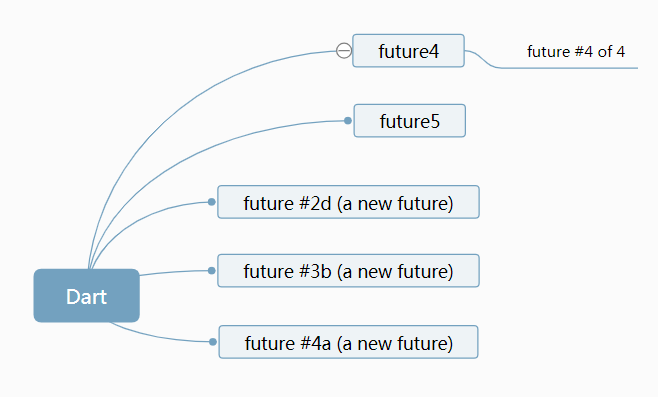 future4
future #4 of 4
future5
future #2d (a new future)
future #3b (a new future)
Dart
future #4a (a new future)